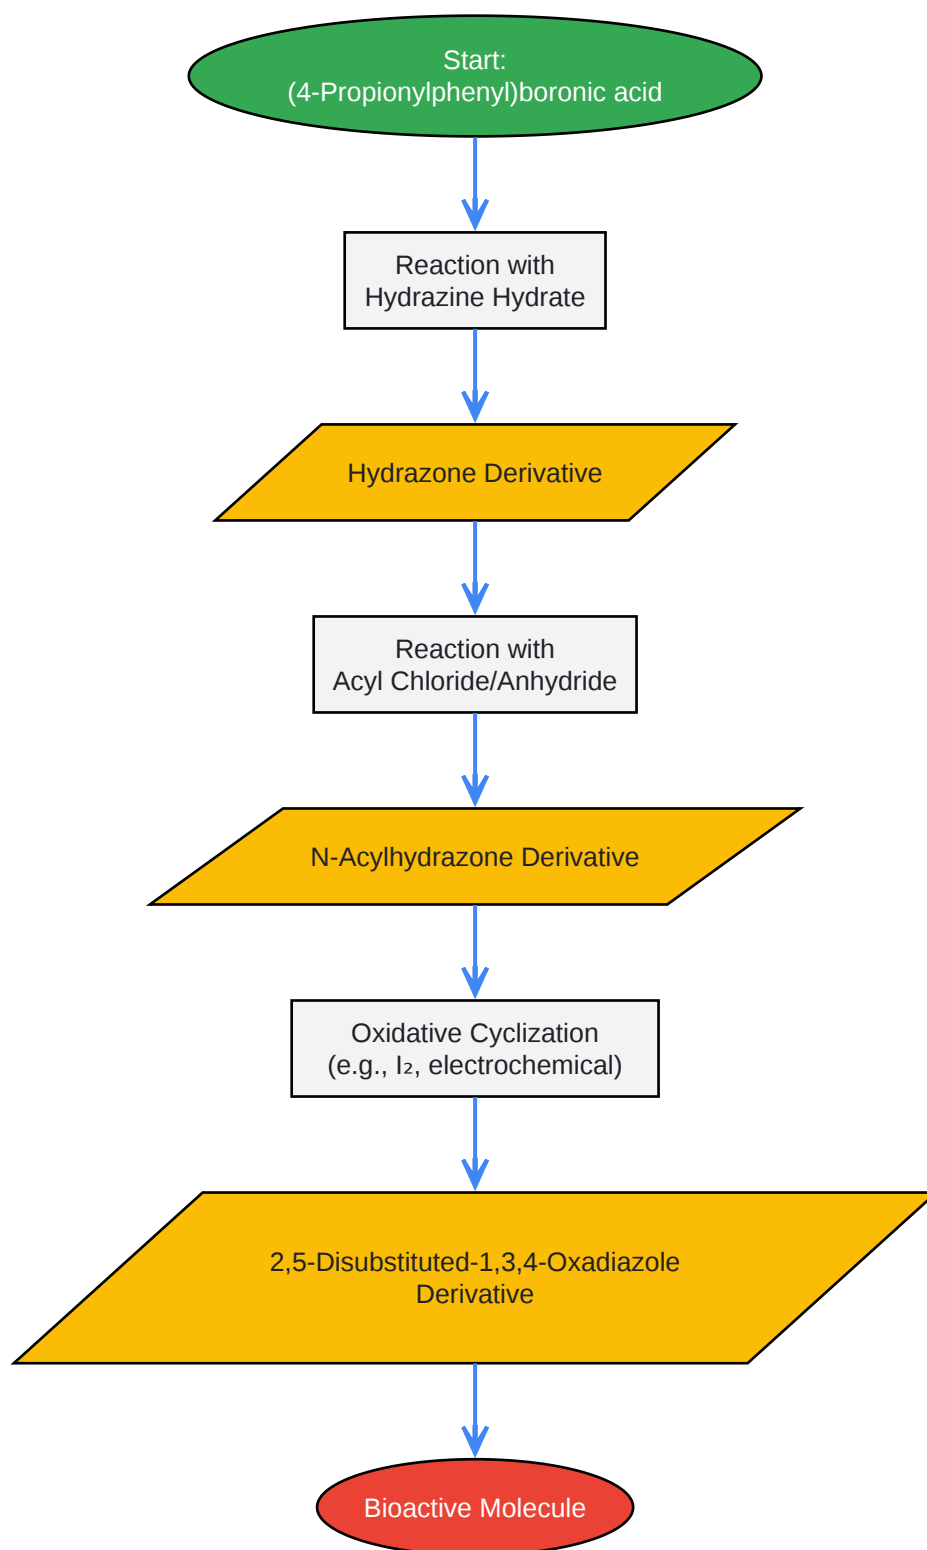 Start:
(4-Propionylphenyl)boronic acid
Reaction with
Hydrazine Hydrate
Hydrazone Derivative
Reaction with
Acyl Chloride/Anhydride
N-Acylhydrazone Derivative
Oxidative Cyclization
(e.g., I₂, electrochemical)
2,5-Disubstituted-1,3,4-Oxadiazole
Derivative
Bioactive Molecule